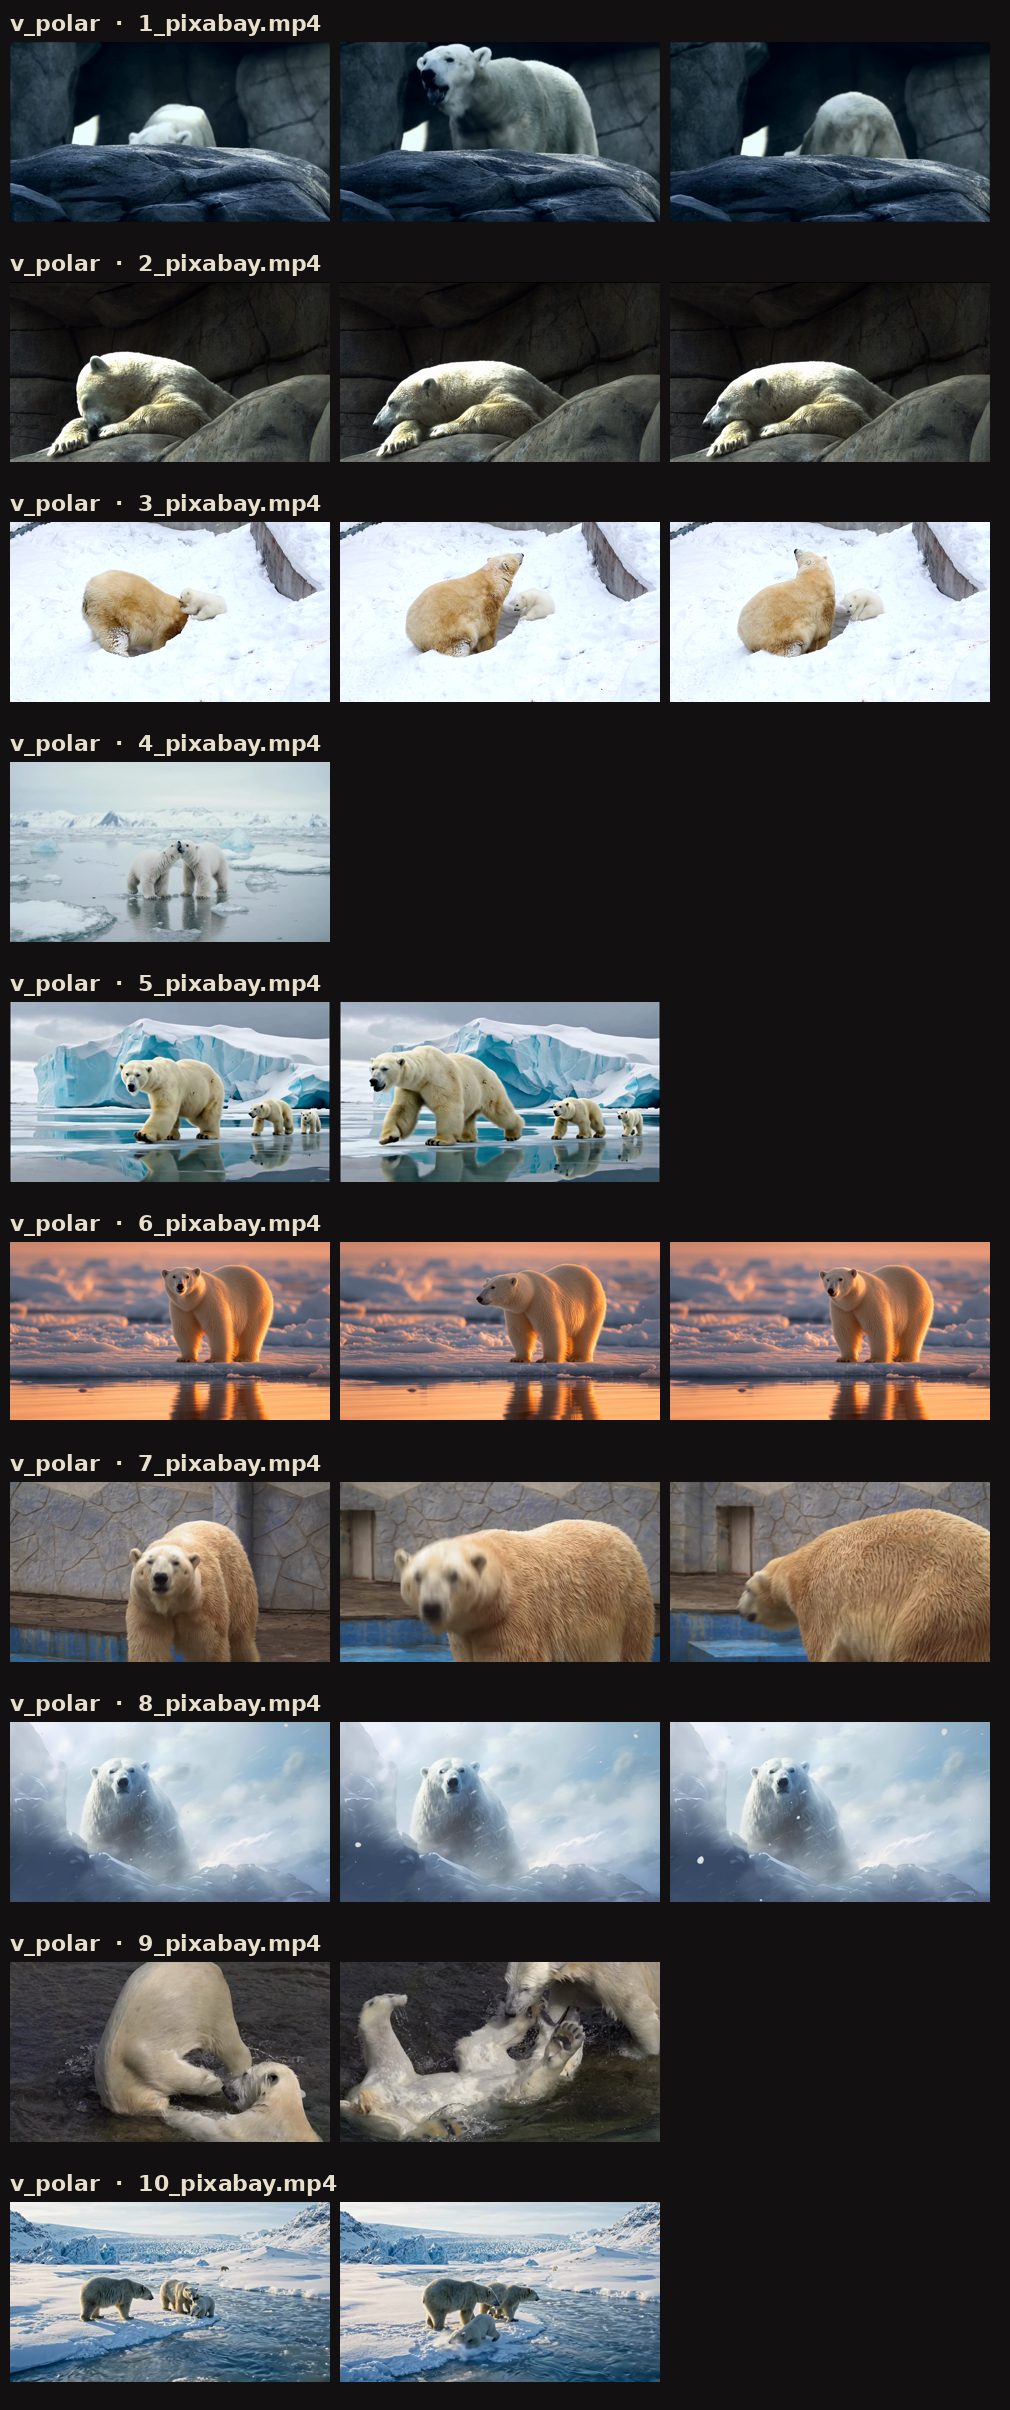 v_polar · 1_pixabay.mp4
v_polar · 2_pixabay.mp4
v_polar · 3_pixabay.mp4
v_polar · 4_pixabay.mp4
v_polar · 5_pixabay.mp4
v_polar · 6_pixabay.mp4
v_polar · 7_pixabay.mp4
v_polar · 8_pixabay.mp4
v_polar · 9_pixabay.mp4
v_polar · 10_pixabay.mp4